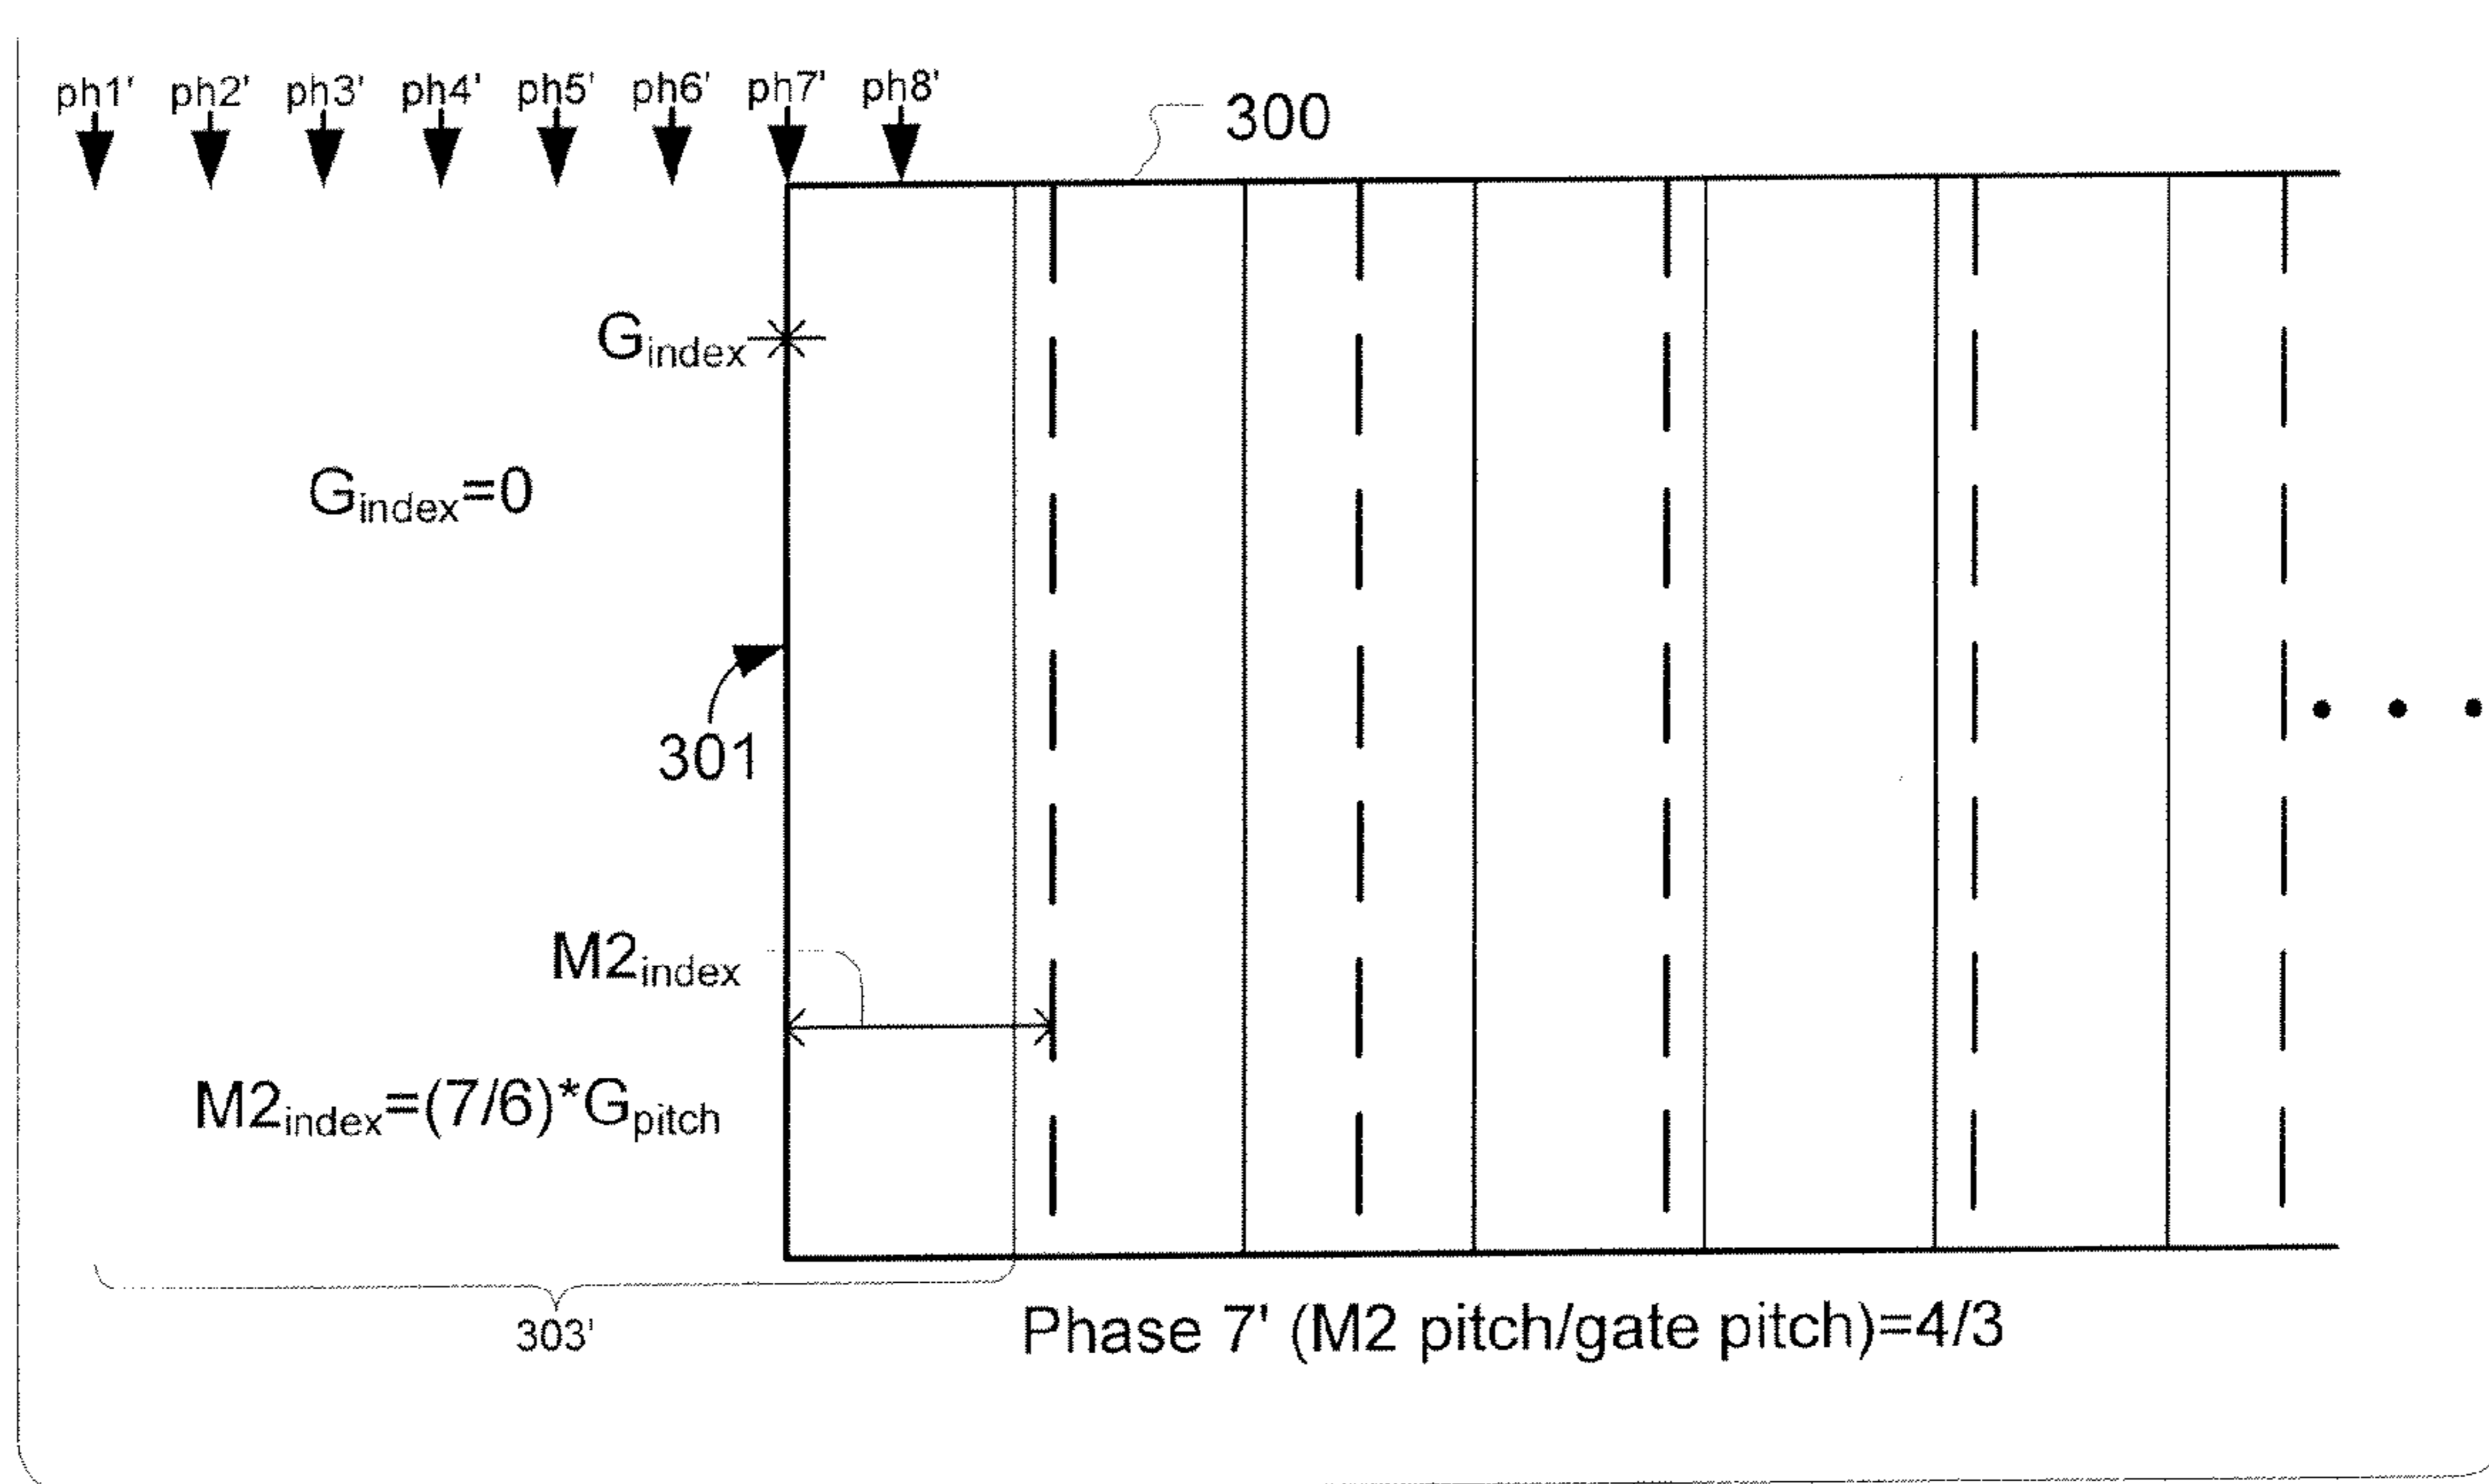 ph1' ph2' ph3' ph4' ph5' ph6' ph7' ph8'
300
Gindex
Gindex=0
301
M2index
M2index=(7/6)*Gpitch
303'
Phase 7' (M2 pitch/gate pitch)=4/3